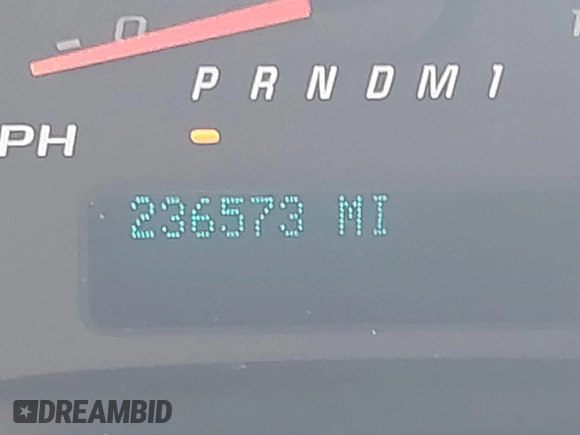 0
P R N D M 1
PH
236573 MI
DREAMBID